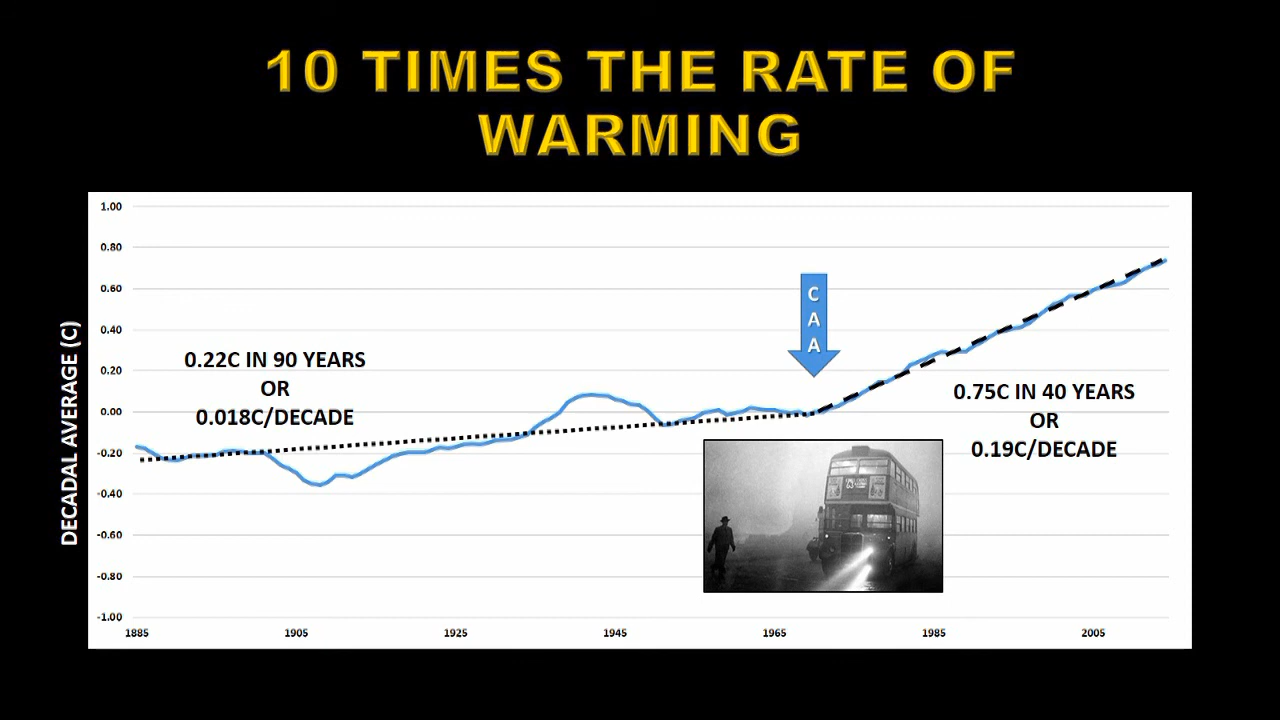 10 TIMES THE RATE OF
WARMING
DECADAL AVERAGE (C)
1.00
0.80
0.60
0.40
0.20
0.00
-0.20
-0.40
-0.60
-0.80
-1.00
0.22C IN 90 YEARS
OR
0.018C/DECADE
C
A
A
0.75C IN 40 YEARS
OR
0.19C/DECADE
1885
1905
1925
1945
1965
1985
2005